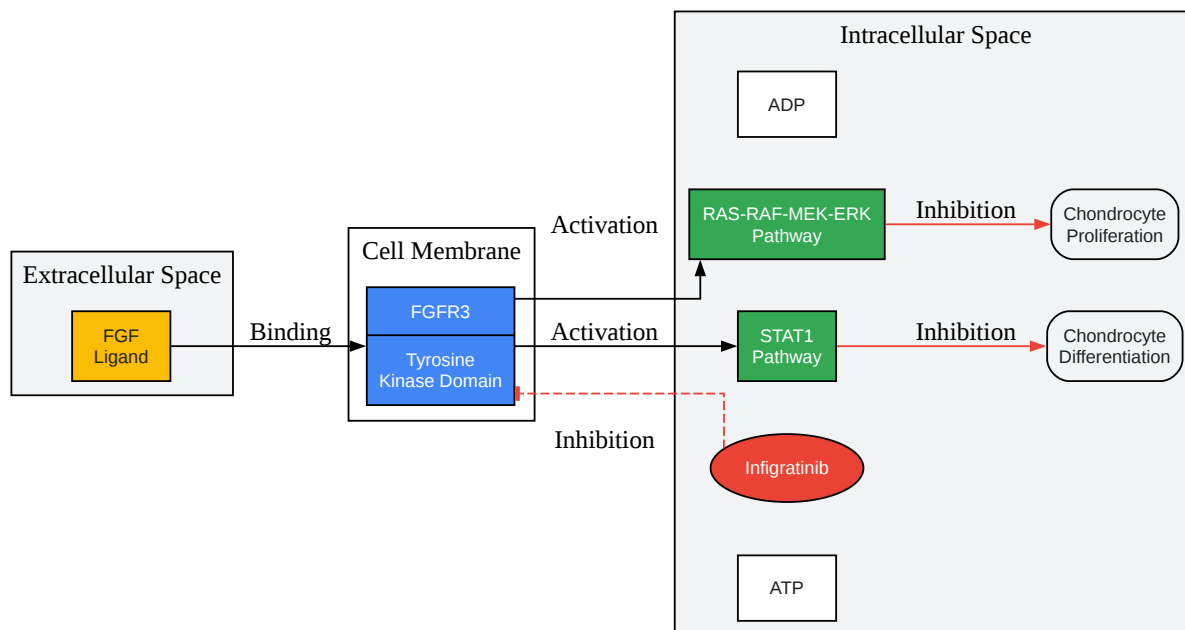 Intracellular Space
ADP
Activation
RAS-RAF-MEK-ERK
Pathway
Inhibition
Chondrocyte
Proliferation
Cell Membrane
Extracellular Space
FGFR3
FGF
Ligand
Binding
Tyrosine
Kinase Domain
Activation
STAT1
Pathway
Inhibition
Chondrocyte
Differentiation
Inhibition
Infigratinib
ATP